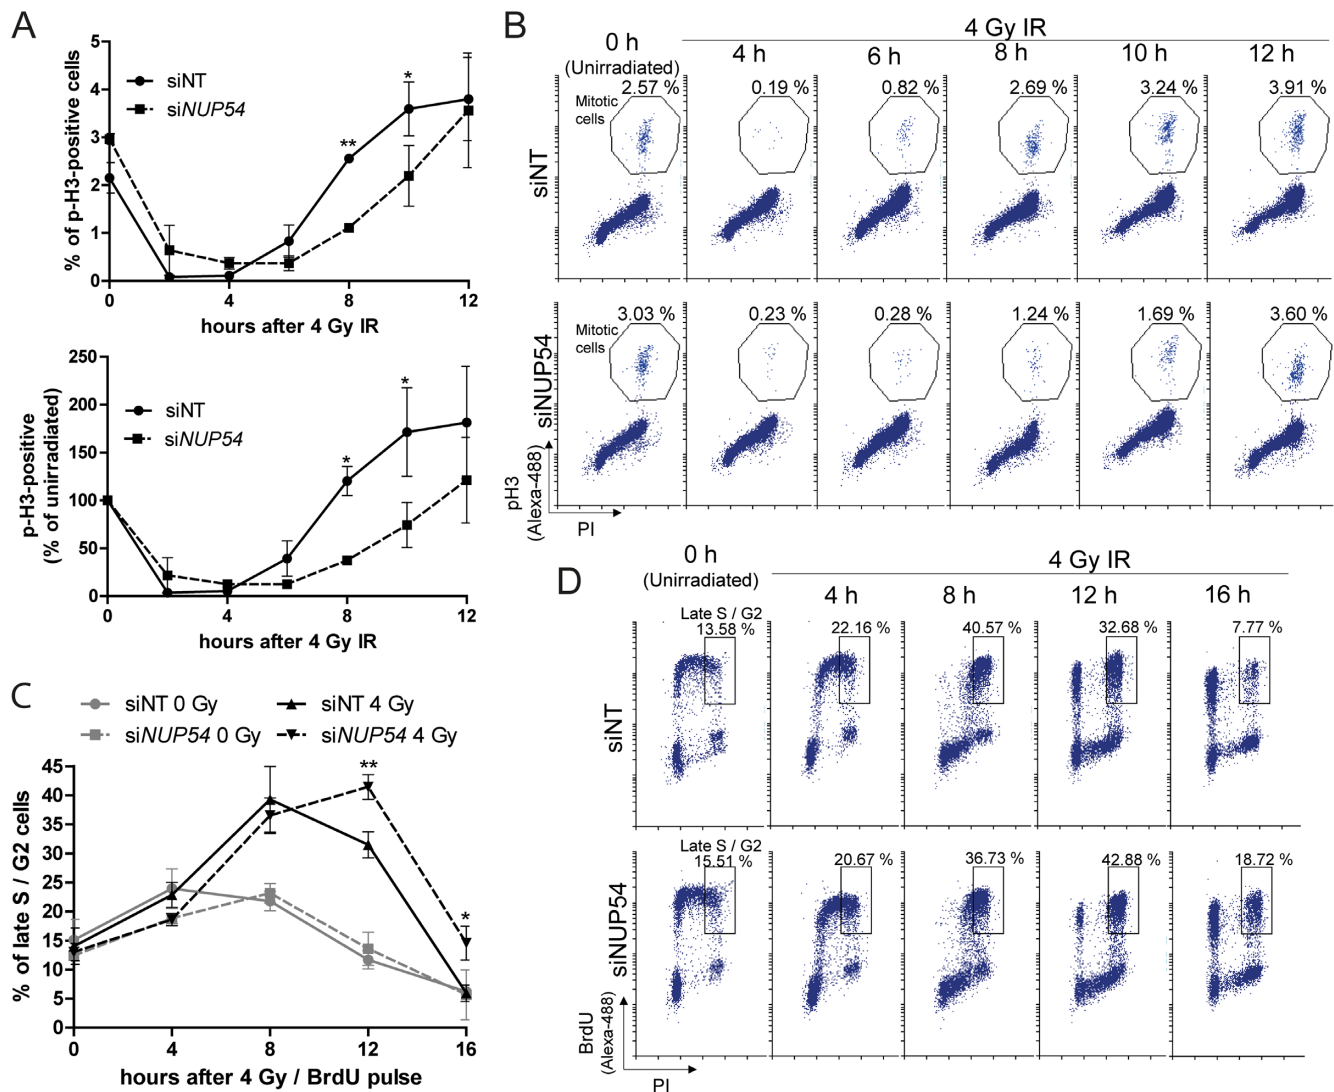 A
5
4
3
2
1
0
% of p-H3-positive cells
siNT
siNUP54
**
*
0
4
8
12
hours after 4 Gy IR
250
200
150
100
50
0
p-H3-positive
(% of unirradiated)
siNT
siNUP54
*
*
0
4
8
12
hours after 4 Gy IR
B
4 Gy IR
0 h
(Unirradiated)
4 h
6 h
8 h
10 h
12 h
siNT
Mitotic
cells
2.57 %
0.19 %
0.82 %
2.69 %
3.24 %
3.91 %
siNUP54
Mitotic
cells
3.03 %
0.23 %
0.28 %
1.24 %
1.69 %
3.60 %
pH3
(Alexa-488)
PI
C
siNT 0 Gy
siNT 4 Gy
siNUP54 0 Gy
siNUP54 4 Gy
45
40
35
30
25
20
15
10
5
0
% of late S / G2 cells
**
*
0
4
8
12
16
hours after 4 Gy / BrdU pulse
D
0 h
(Unirradiated)
4 Gy IR
4 h
8 h
12 h
16 h
siNT
Late S / G2
13.58 %
22.16 %
40.57 %
32.68 %
7.77 %
siNUP54
Late S / G2
15.51 %
20.67 %
36.73 %
42.88 %
18.72 %
BrdU
(Alexa-488)
PI